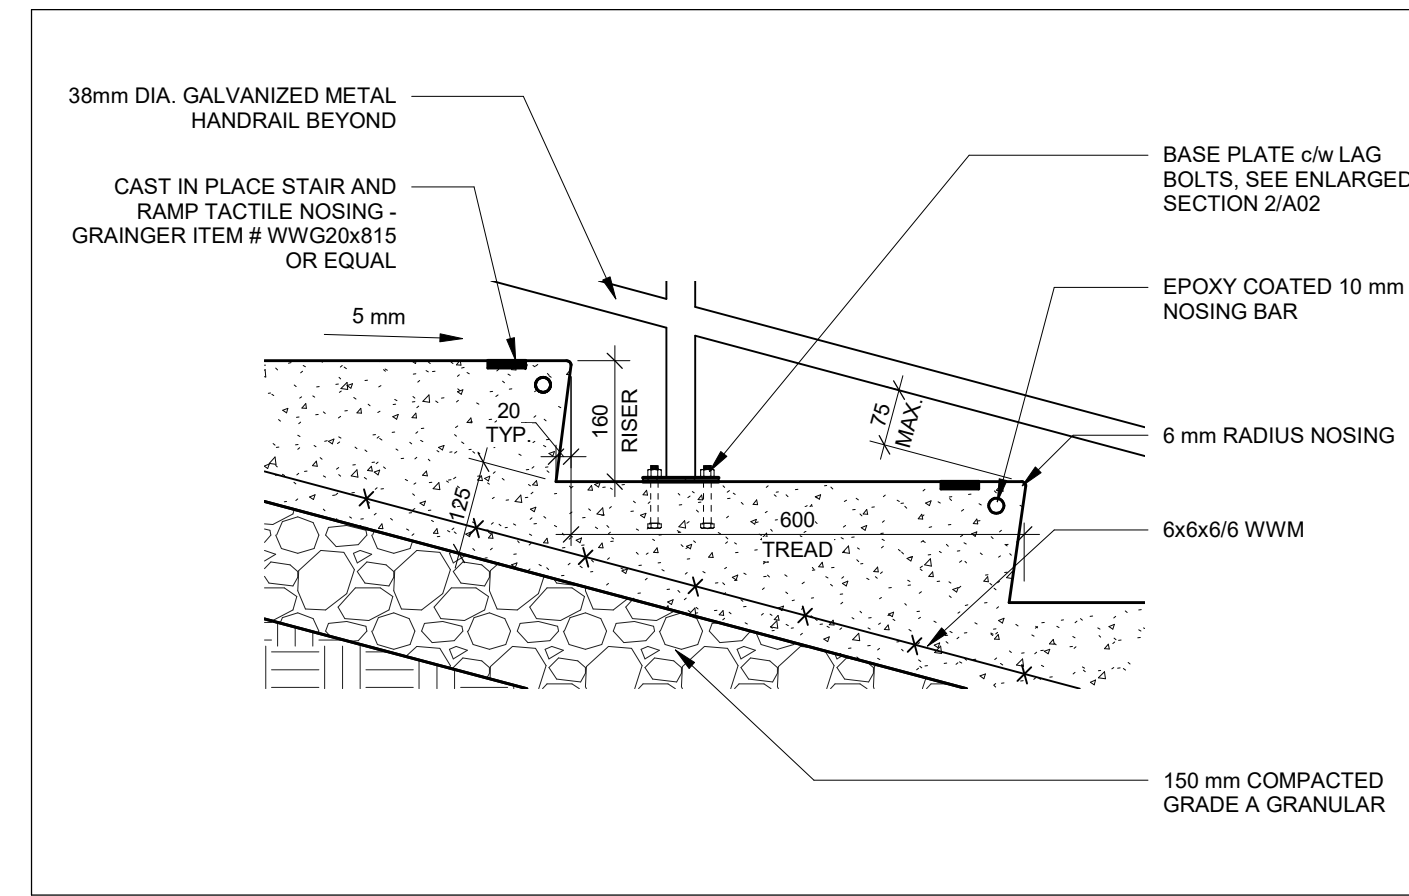 38mm DIA. GALVANIZED METAL
HANDRAIL BEYOND
CAST IN PLACE STAIR AND
RAMP TACTILE NOSING -
GRAINGER ITEM # WWG20x815
OR EQUAL
5 mm
20
TYP.
160
RISER
125
600
TREAD
75
MAX.
BASE PLATE c/w LAG
BOLTS, SEE ENLARGED
SECTION 2/A02
EPOXY COATED 10 mm
NOSING BAR
6 mm RADIUS NOSING
6x6x6/6 WWM
150 mm COMPACTED
GRADE A GRANULAR